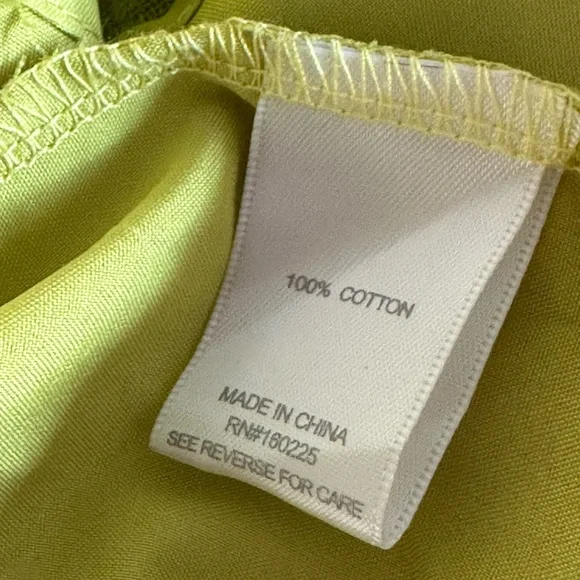 100% COTTON
MADE IN CHINA
RN#160225
SEE REVERSE FOR CARE